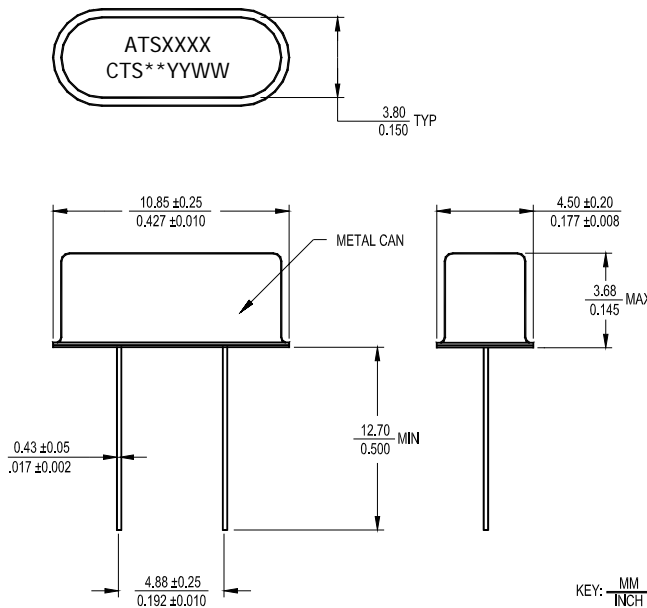 ATSXXXX
CTS**YYWW
3.80
0.150 TYP
10.85 ±0.25
0.427 ±0.010
4.50 ±0.20
0.177 ±0.008
METAL CAN
3.68
0.145 MAX
12.70
0.500 MIN
0.43 ±0.05
.017 ±0.002
4.88 ±0.25
0.192 ±0.010
KEY: MM
INCH